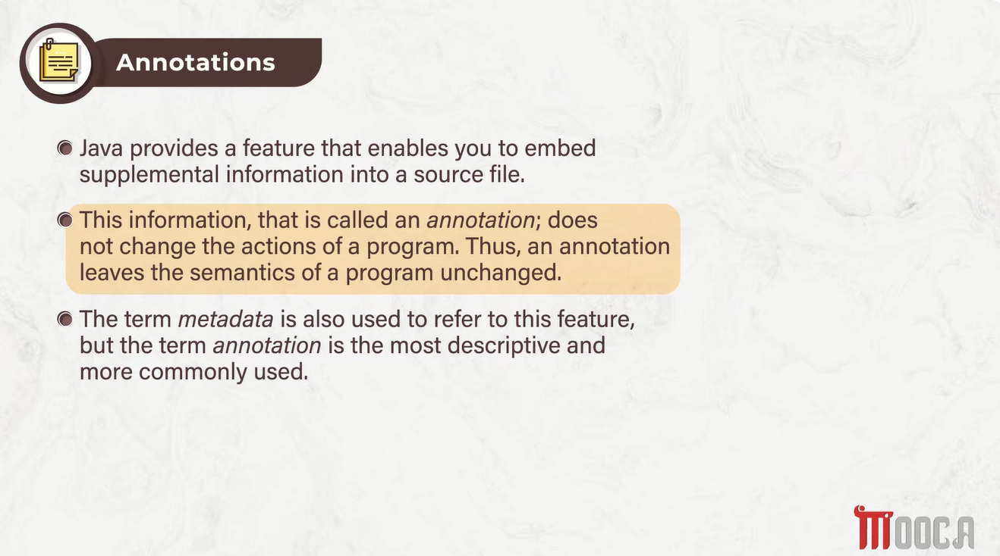 Annotations
Java provides a feature that enables you to embed
supplemental information into a source file.
This information, that is called an annotation; does
not change the actions of a program. Thus, an annotation
leaves the semantics of a program unchanged.
The term metadata is also used to refer to this feature,
but the term annotation is the most descriptive and
more commonly used.
MOOCA